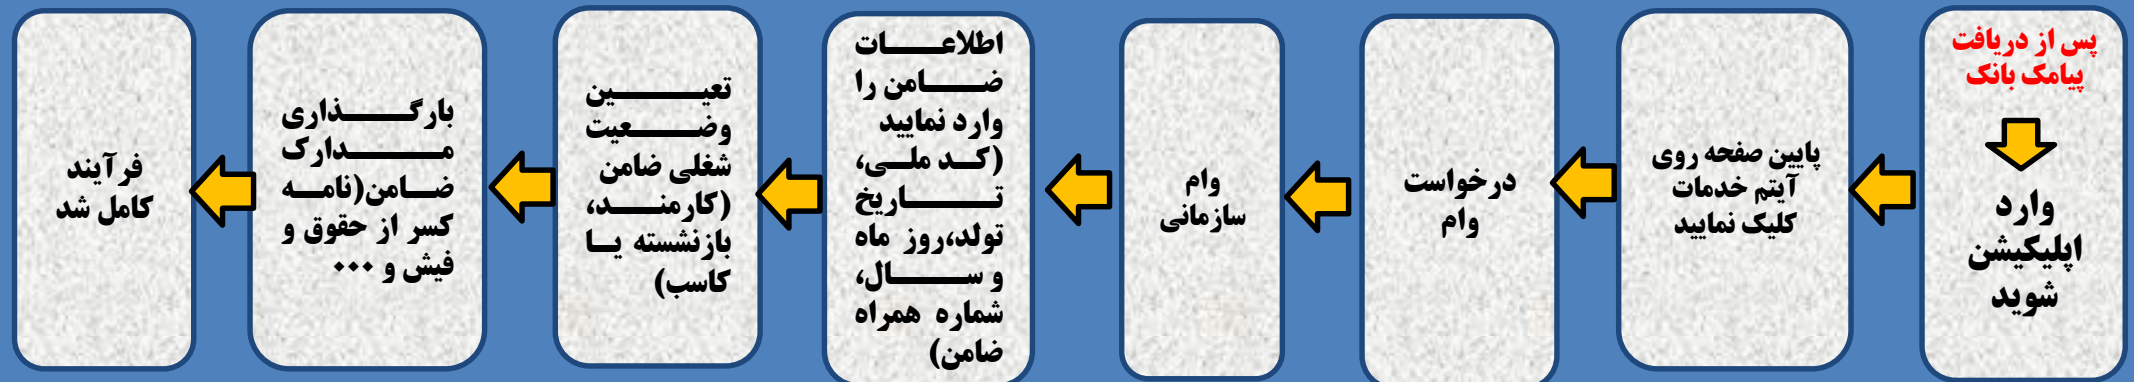 پس از دریافت
پیامک بانک
وارد
اپلیکیشن
شوید
پایین صفحه روی
آیتم خدمات
کلیک نمایید
درخواست
وام
وام
سازمانی
اطلاعات
ضامن را
وارد نمایید
(کد ملی،
تاریخ
تولد،روز ماه
و سال،
شماره همراه
ضامن)
تعیین
وضعیت
شغلی ضامن
(کارمند،
بازنشسته یا
کاسب)
بارگذاری
مدارک
ضامن(نامه
کسر از حقوق و
فیش و ...
فرآیند
کامل شد